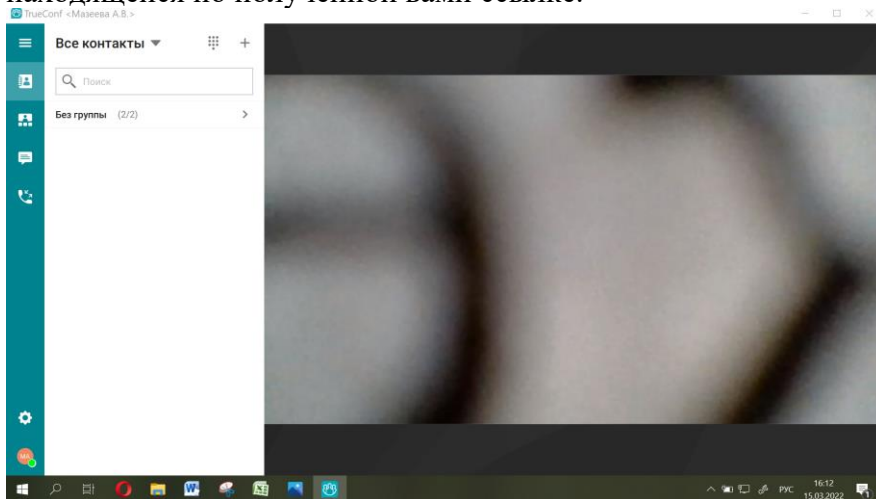 находящейся по полученной вами ссылке.
TrueConf <Мазеева А.В.>
Все контакты
Поиск
Без группы (2/2)
РУС
16:12
15.03.2022